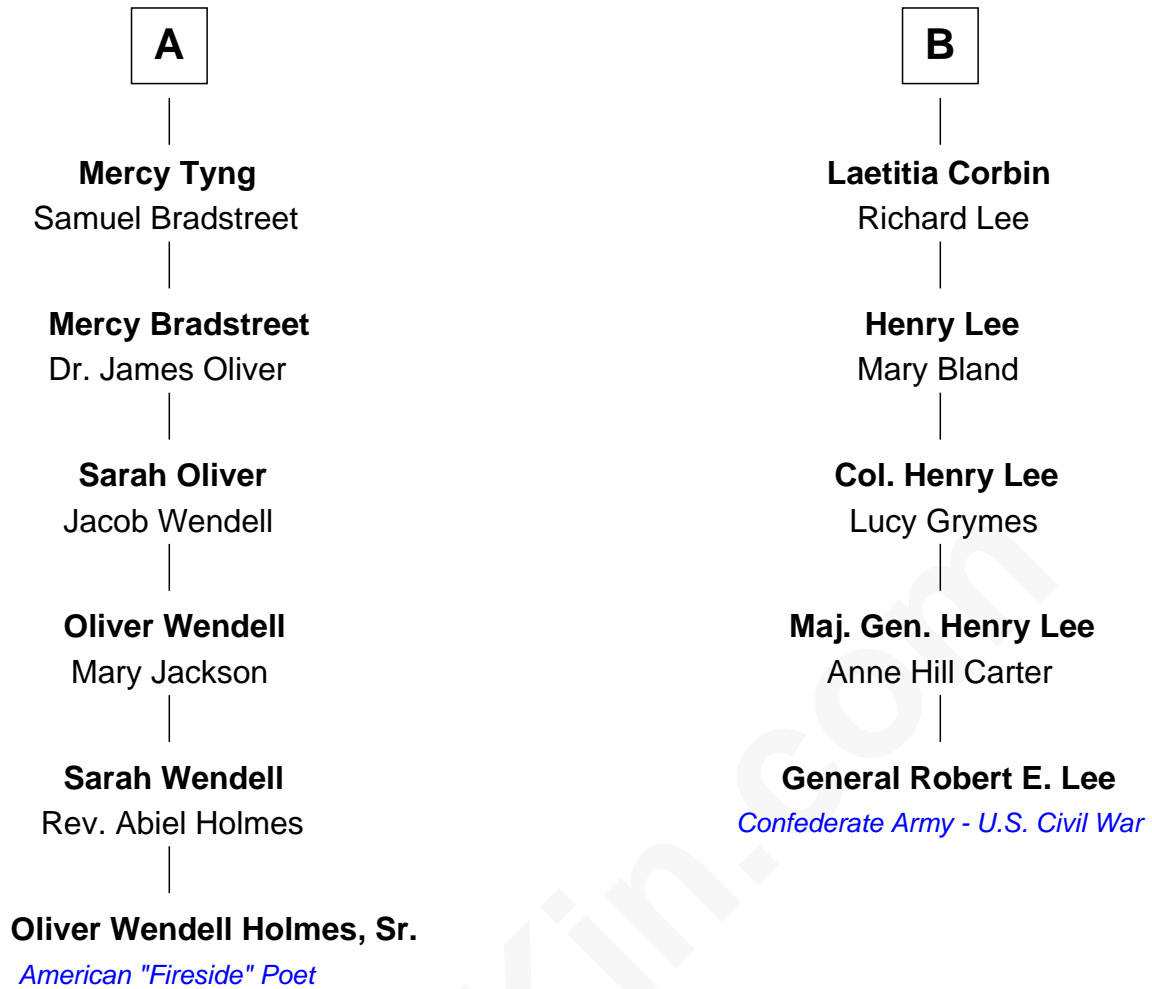 A
Mercy Tyng
Samuel Bradstreet
Mercy Bradstreet
Dr. James Oliver
Sarah Oliver
Jacob Wendell
Oliver Wendell
Mary Jackson
Sarah Wendell
Rev. Abiel Holmes
Oliver Wendell Holmes, Sr.
American "Fireside" Poet
B
Laetitia Corbin
Richard Lee
Henry Lee
Mary Bland
Col. Henry Lee
Lucy Grymes
Maj. Gen. Henry Lee
Anne Hill Carter
General Robert E. Lee
Confederate Army - U.S. Civil War
Kin.com